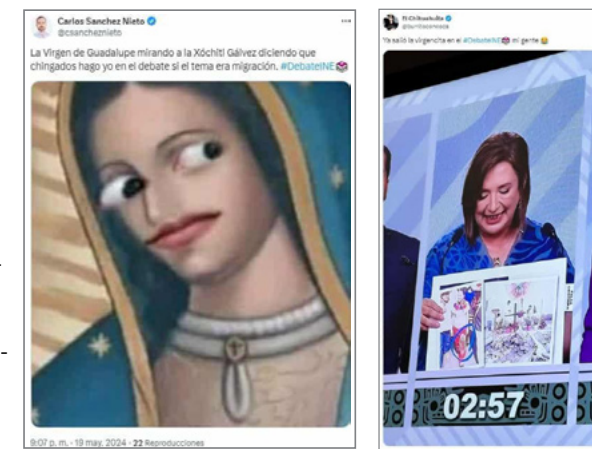 Carlos Sanchez Nieto
@csancheznieto
La Virgen de Guadalupe mirando a la Xóchitl Gálvez diciendo que
chingados hago yo en el debate si el tema era migración. #DebateINE
9:07 p. m. · 19 may. 2024 · 22 Reproducciones
Ya salió la virgencita en el #DebateINE mi gente
02:57